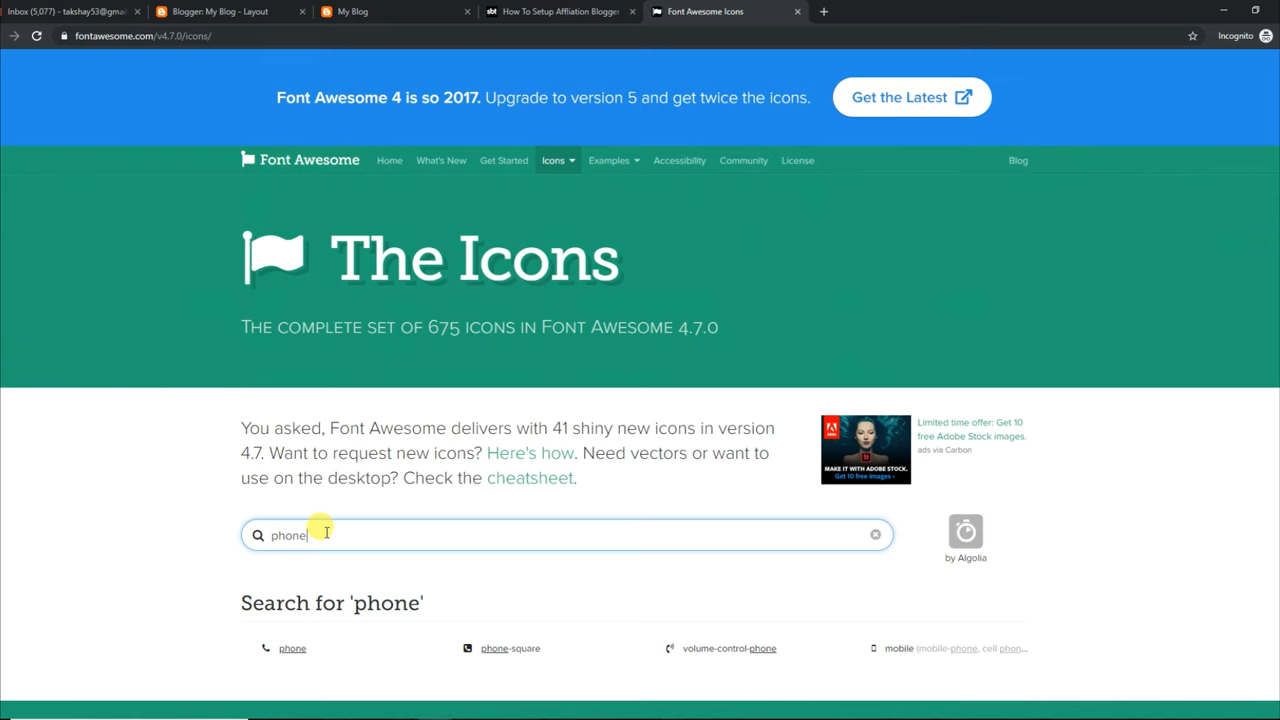 Inbox (5,077) - takshay53@gmail
Blogger: My Blog - Layout
My Blog
sbt How To Setup Affliation Blogger
Font Awesome Icons
fontawesome.com/v4.7.0/icons/
Incognito
Font Awesome 4 is so 2017. Upgrade to version 5 and get twice the icons.
Get the Latest
Font Awesome Home What's New Get Started Icons Examples Accessibility Community License Blog
The Icons
THE COMPLETE SET OF 675 ICONS IN FONT AWESOME 4.7.0
You asked, Font Awesome delivers with 41 shiny new icons in version
4.7. Want to request new icons? Here's how. Need vectors or want to
use on the desktop? Check the cheatsheet.
MAKE IT WITH ADOBE STOCK.
Get 10 free images ›
Limited time offer: Get 10
free Adobe Stock images.
ads via Carbon
phone
by Algolia
Search for 'phone'
phone
phone-square
volume-control-phone
mobile (mobile-phone, cell phon...